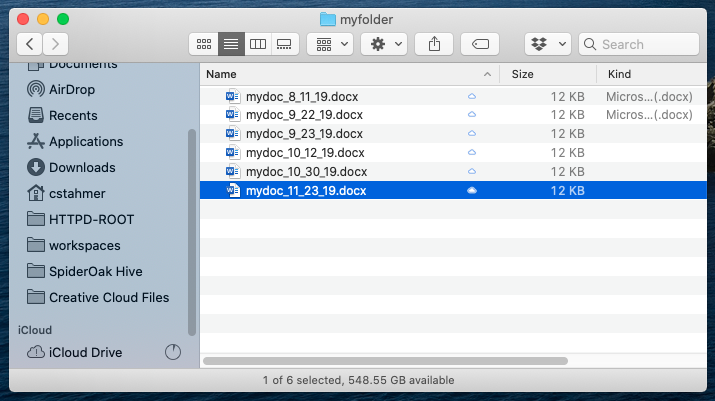 myfolder
Search
Documents
AirDrop
Recents
Applications
Downloads
cstahmer
HTTPD-ROOT
workspaces
SpiderOak Hive
Creative Cloud Files
iCloud
iCloud Drive
Name Size Kind
mydoc_8_11_19.docx 12 KB Micros...(.docx)
mydoc_9_22_19.docx 12 KB Micros...(.docx)
mydoc_9_23_19.docx 12 KB
mydoc_10_12_19.docx 12 KB
mydoc_10_30_19.docx 12 KB
mydoc_11_23_19.docx 12 KB
1 of 6 selected, 548.55 GB available